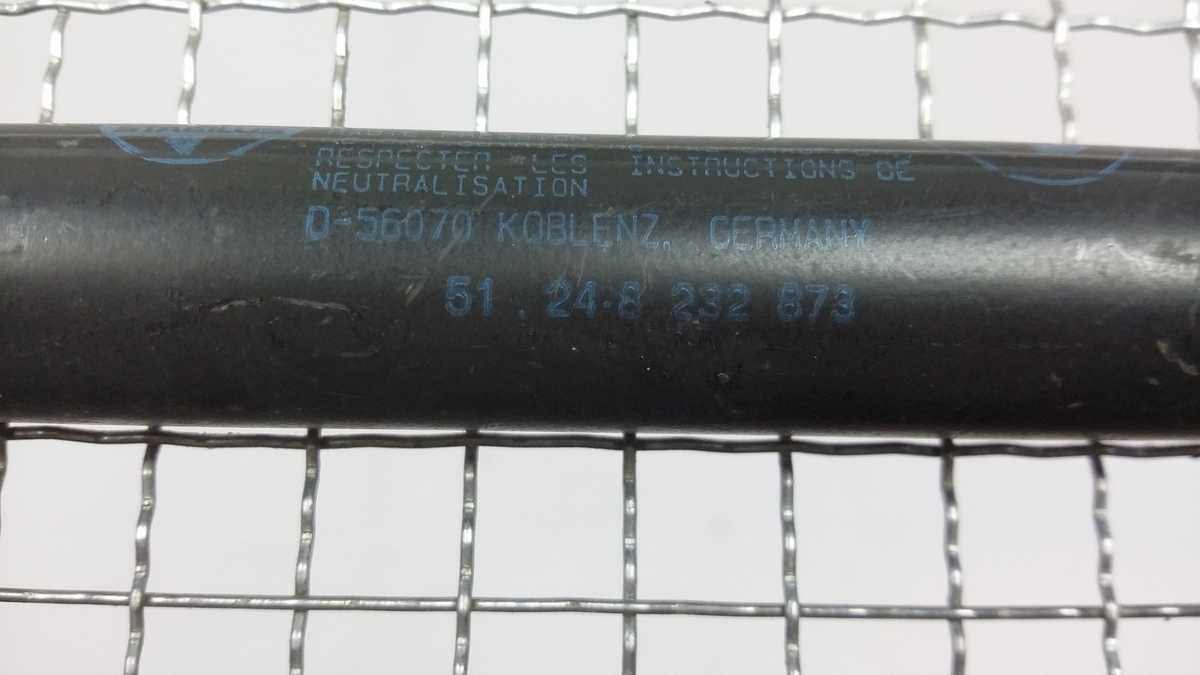 RESPECTER LES INSTRUCTIONS DE
NEUTRALISATION
D-56070 KOBLENZ, GERMANY
51.24-8 232 873